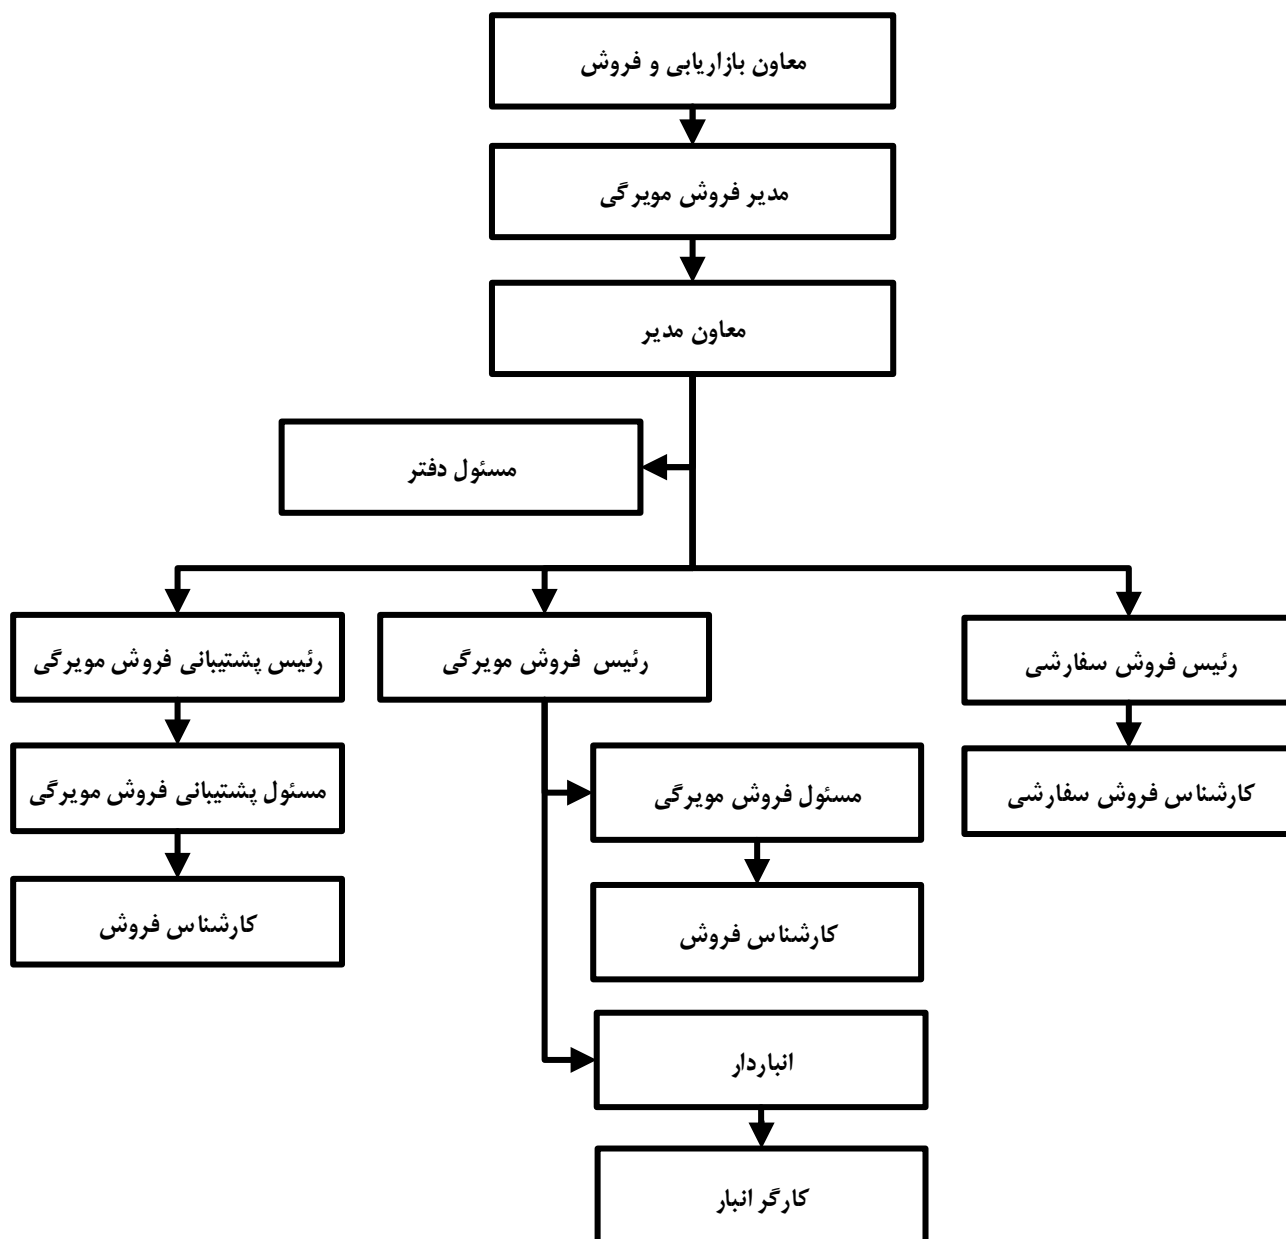 معاون بازاریابی و فروش
مدیر فروش مویرگی
معاون مدیر
مسئول دفتر
رئیس فروش سفارشی
رئیس فروش مویرگی
رئیس پشتیبانی فروش مویرگی
کارشناس فروش سفارشی
مسئول فروش مویرگی
مسئول پشتیبانی فروش مویرگی
کارشناس فروش
کارشناس فروش
انباردار
کارگر انبار